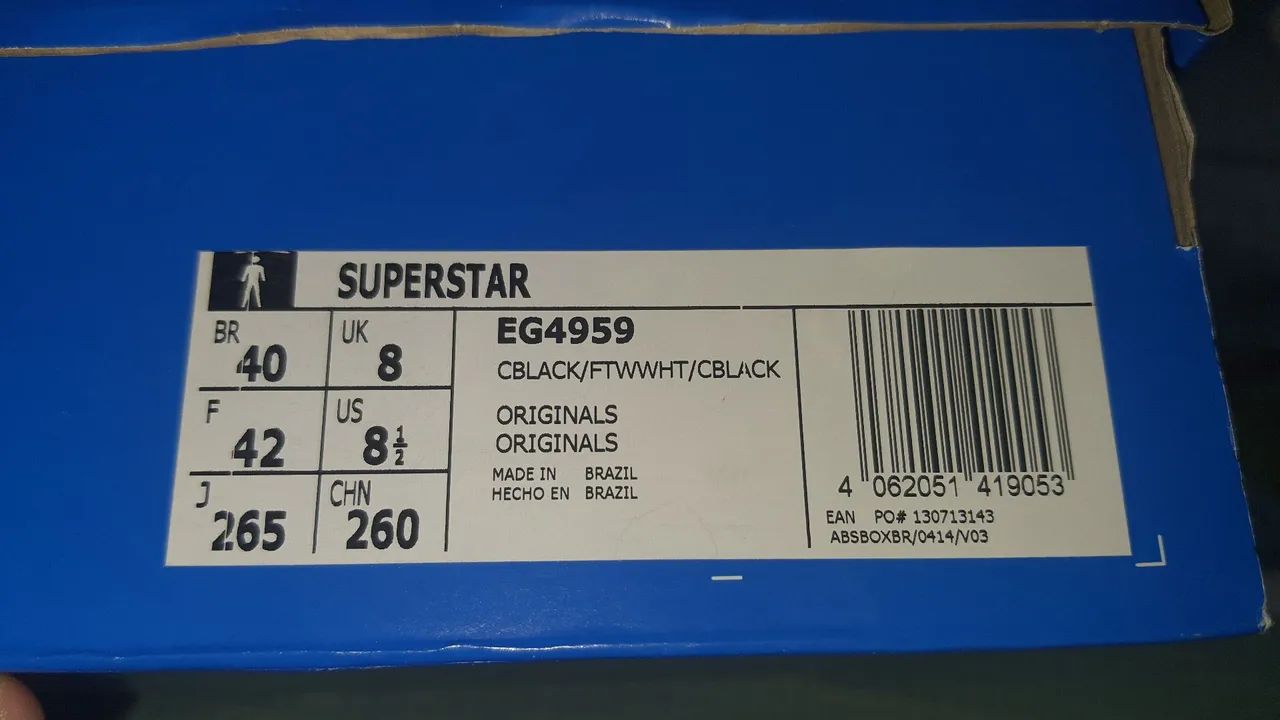 SUPERSTAR
BR 40 UK 8
F 42 US 8½
J 265 CHN 260
EG4959
CBLACK/FTWWHT/CBLACK
ORIGINALS
ORIGINALS
MADE IN BRAZIL
HECHO EN BRAZIL
4 062051 419053
EAN PO# 130713143
ABSBOXBR/0414/V03